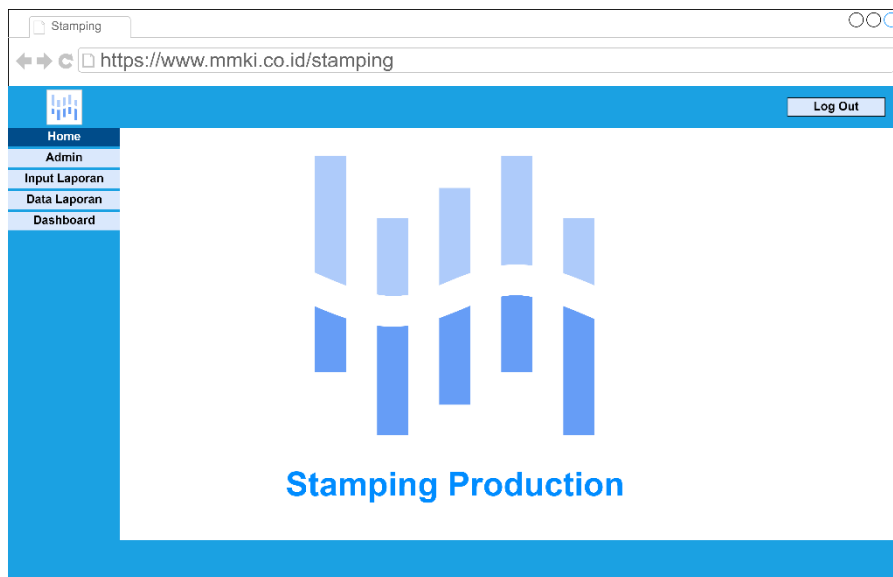 Stamping
https://www.mmki.co.id/stamping
Log Out
Home
Admin
Input Laporan
Data Laporan
Dashboard
Stamping Production